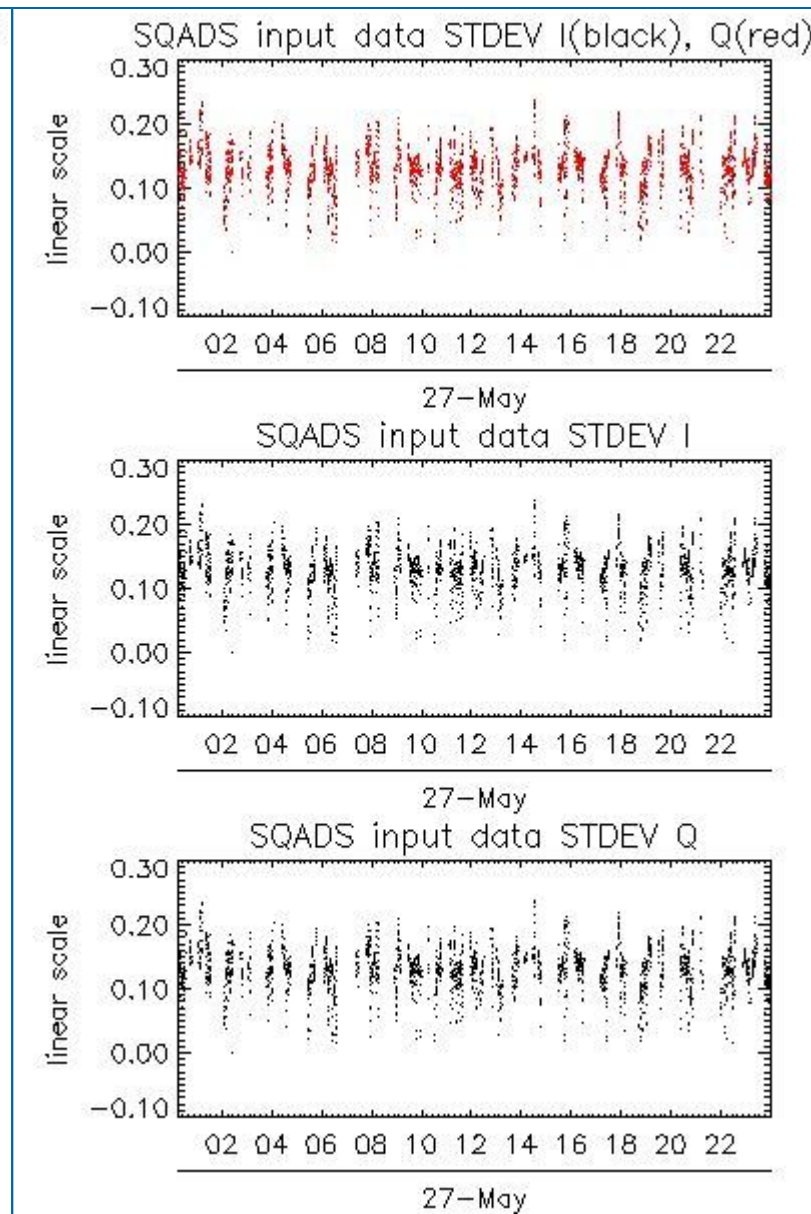 SQADS input data STDEV I(black), Q(red)
0.30
0.20
0.10
0.00
-0.10
linear scale
02 04 06 08 10 12 14 16 18 20 22
27-May
SQADS input data STDEV I
0.30
0.20
0.10
0.00
-0.10
linear scale
02 04 06 08 10 12 14 16 18 20 22
27-May
SQADS input data STDEV Q
0.30
0.20
0.10
0.00
-0.10
linear scale
02 04 06 08 10 12 14 16 18 20 22
27-May